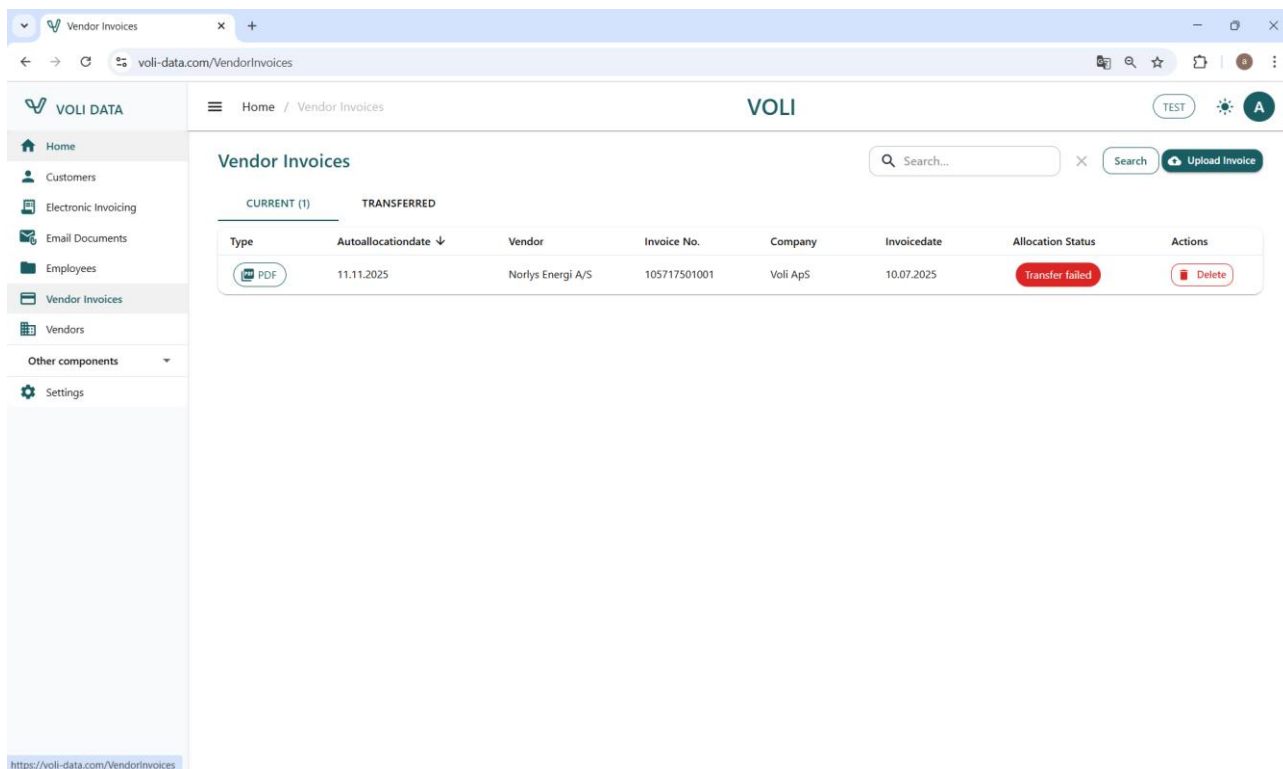 Vendor Invoices
voli-data.com/VendorInvoices
a
VOLI DATA
Home / Vendor Invoices
VOLI
TEST
A
Home
Customers
Electronic Invoicing
Email Documents
Employees
Vendor Invoices
Vendors
Other components
Settings
Vendor Invoices
Search...
Search
Upload Invoice
CURRENT (1) TRANSFERRED
Type Autoallocationdate Vendor Invoice No. Company Invoicedate Allocation Status Actions
PDF PDF 11.11.2025 Norlys Energi A/S 105717501001 Voli ApS 10.07.2025 Transfer failed Delete
https://voli-data.com/VendorInvoices